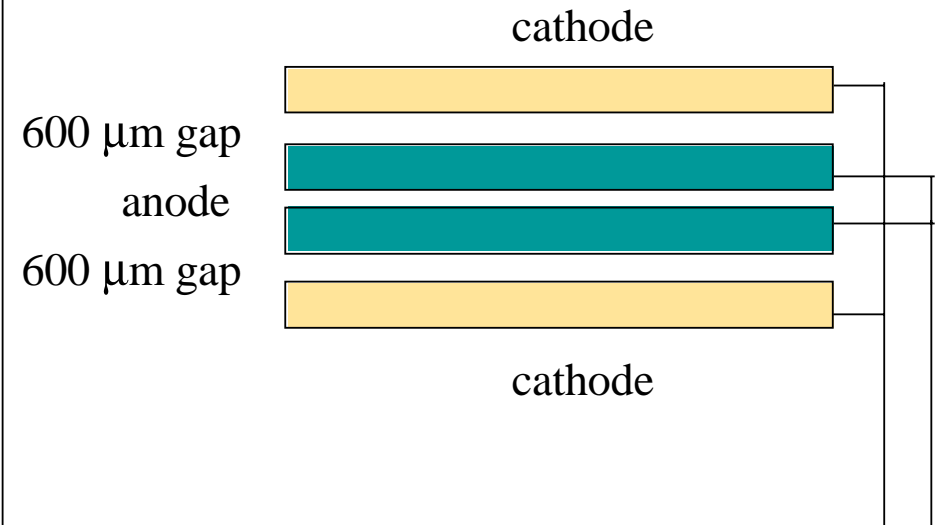 cathode
600 μm gap
anode
600 μm gap
cathode